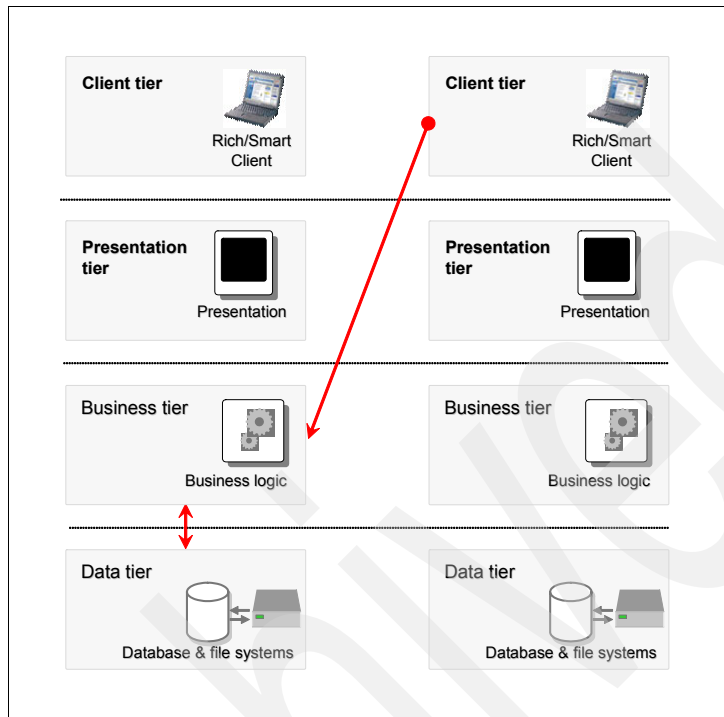 Client tier
Rich/Smart
Client
Client tier
Rich/Smart
Client
Presentation
tier
Presentation
Presentation
tier
Presentation
Business tier
Business logic
Business tier
Business logic
Data tier
Database & file systems
Data tier
Database & file systems